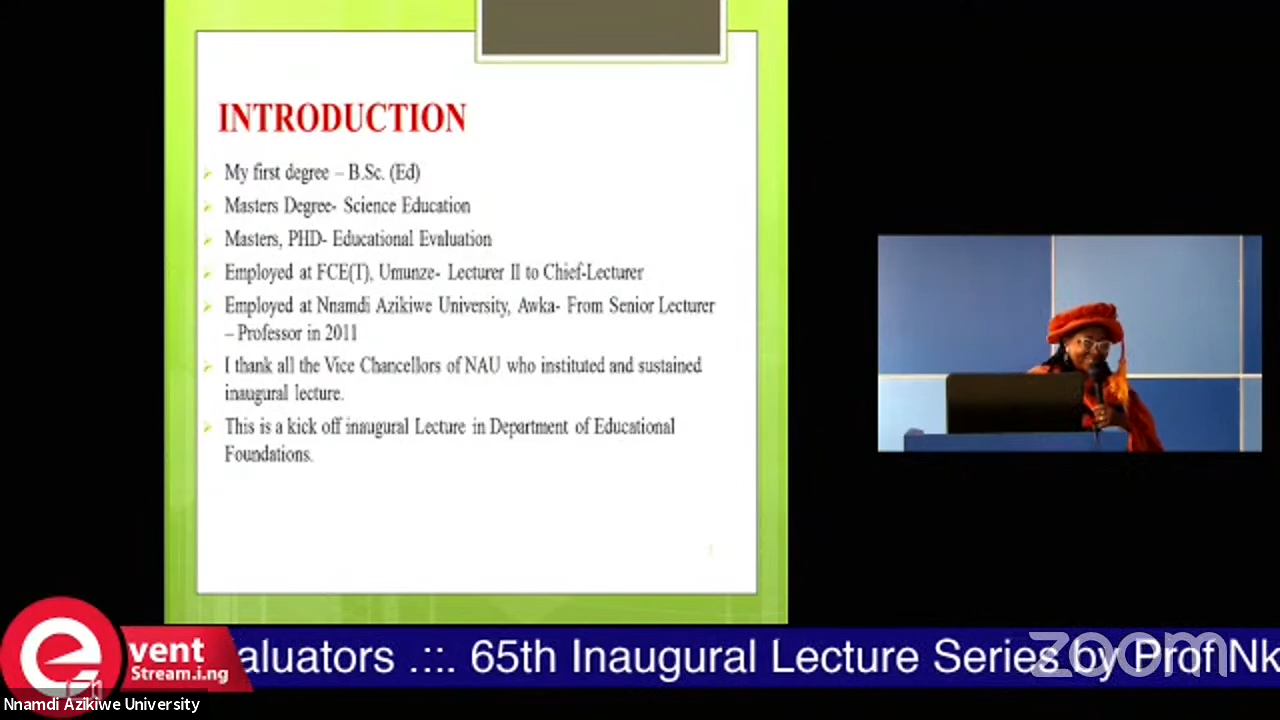 INTRODUCTION
My first degree – B.Sc. (Ed)
Masters Degree- Science Education
Masters, PHD- Educational Evaluation
Employed at FCE(T), Umunze- Lecturer II to Chief-Lecturer
Employed at Nnamdi Azikiwe University, Awka- From Senior Lecturer
– Professor in 2011
I thank all the Vice Chancellors of NAU who instituted and sustained
inaugural lecture.
This is a kick off inaugural Lecture in Department of Educational
Foundations.
event
Stream.i.ng
aluators .::. 65th Inaugural Lecture Series by Prof Nk
zoom
Nnamdi Azikiwe University